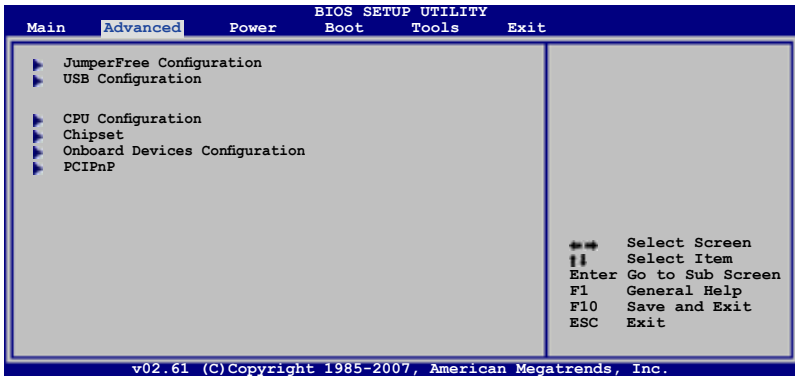 BIOS SETUP UTILITY
Main Advanced Power Boot Tools Exit
JumperFree Configuration
USB Configuration
CPU Configuration
Chipset
Onboard Devices Configuration
PCIPnP
Select Screen
Select Item
Enter Go to Sub Screen
F1 General Help
F10 Save and Exit
ESC Exit
v02.61 (C)Copyright 1985-2007, American Megatrends, Inc.